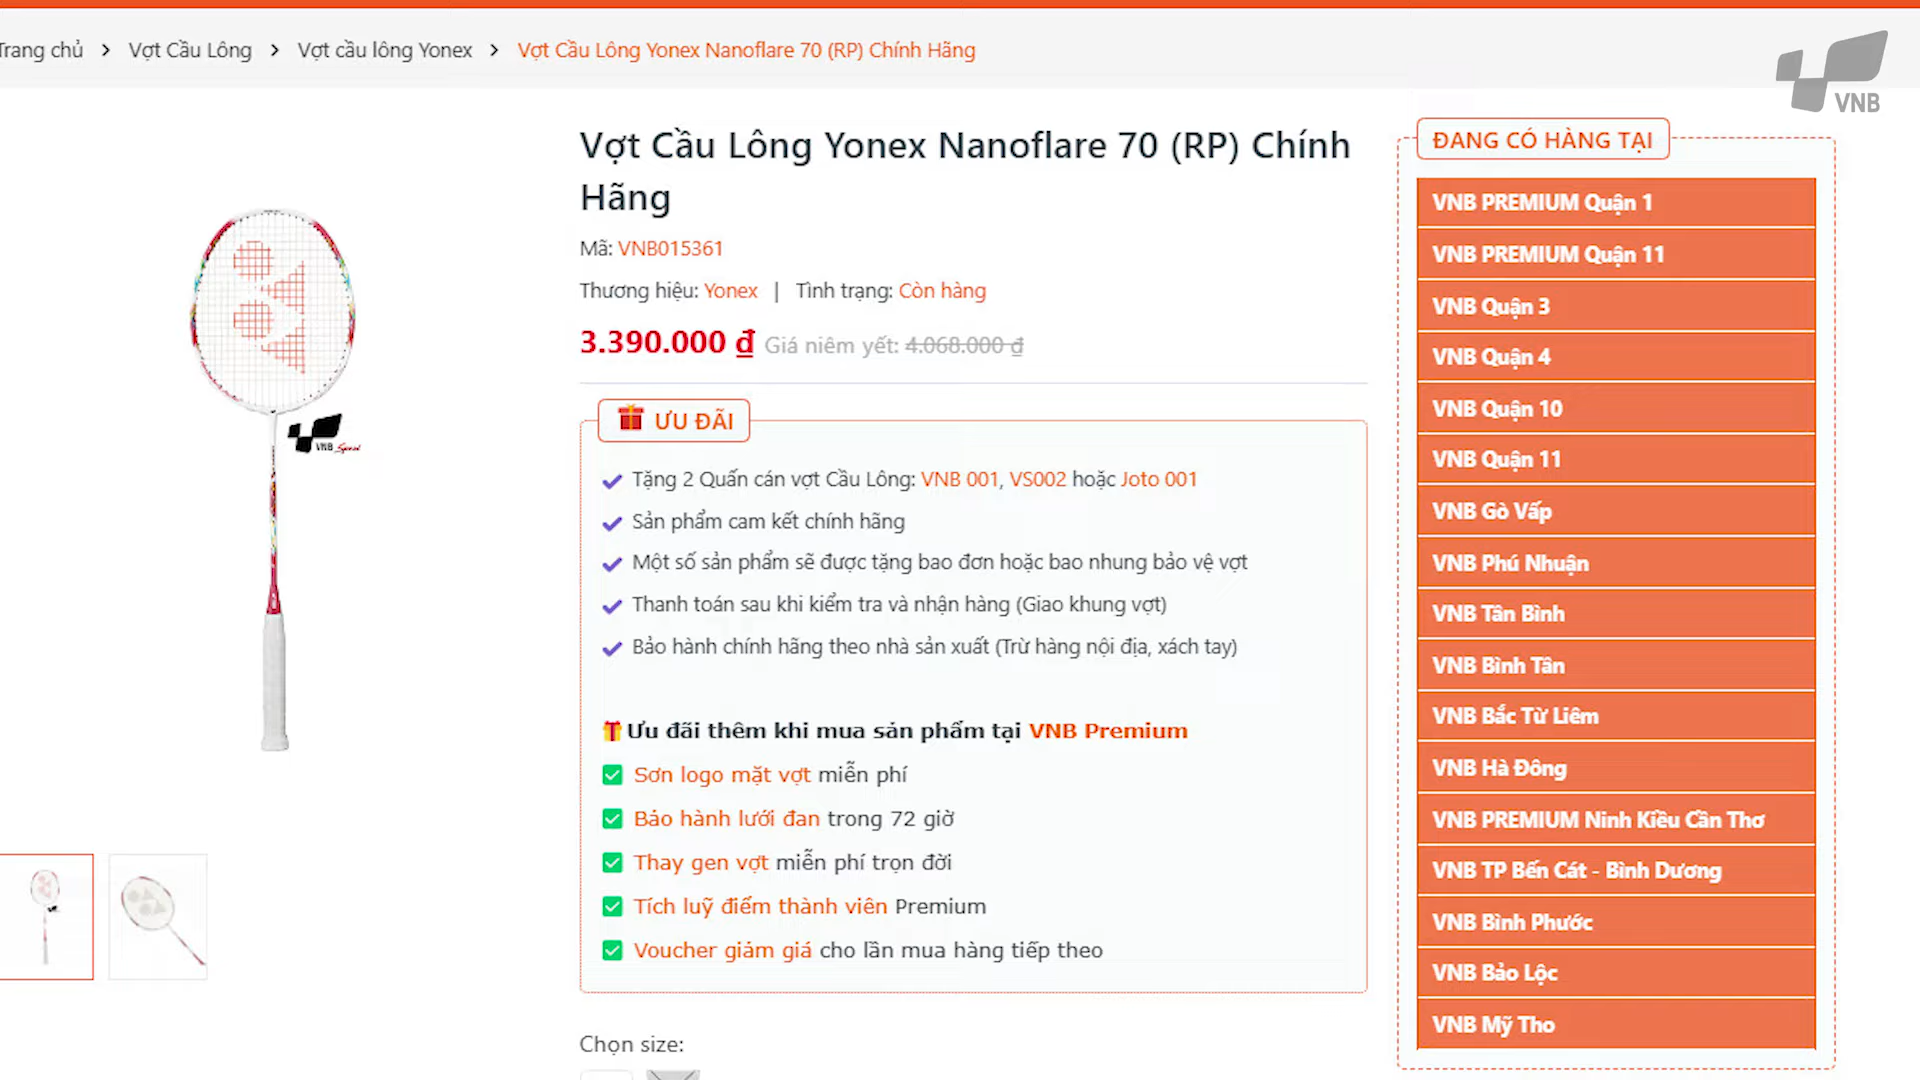 Trang chủ > Vợt Cầu Lông > Vợt cầu lông Yonex > Vợt Cầu Lông Yonex Nanoflare 70 (RP) Chính Hãng
VNB
Vợt Cầu Lông Yonex Nanoflare 70 (RP) Chính
Hãng
Mã: VNB015361
Thương hiệu: Yonex | Tình trạng: Còn hàng
3.390.000 ₫ Giá niêm yết: 4.068.000 ₫
VNB Sport
ƯU ĐÃI
Tặng 2 Quấn cán vợt Cầu Lông: VNB 001, VS002 hoặc Joto 001
Sản phẩm cam kết chính hãng
Một số sản phẩm sẽ được tặng bao đơn hoặc bao nhung bảo vệ vợt
Thanh toán sau khi kiểm tra và nhận hàng (Giao khung vợt)
Bảo hành chính hãng theo nhà sản xuất (Trừ hàng nội địa, xách tay)
Ưu đãi thêm khi mua sản phẩm tại VNB Premium
Sơn logo mặt vợt miễn phí
Bảo hành lưới đan trong 72 giờ
Thay gen vợt miễn phí trọn đời
Tích luỹ điểm thành viên Premium
Voucher giảm giá cho lần mua hàng tiếp theo
Chọn size:
ĐANG CÓ HÀNG TẠI
VNB PREMIUM Quận 1
VNB PREMIUM Quận 11
VNB Quận 3
VNB Quận 4
VNB Quận 10
VNB Quận 11
VNB Gò Vấp
VNB Phú Nhuận
VNB Tân Bình
VNB Bình Tân
VNB Bắc Từ Liêm
VNB Hà Đông
VNB PREMIUM Ninh Kiều Cần Thơ
VNB TP Bến Cát - Bình Dương
VNB Bình Phước
VNB Bảo Lộc
VNB Mỹ Tho